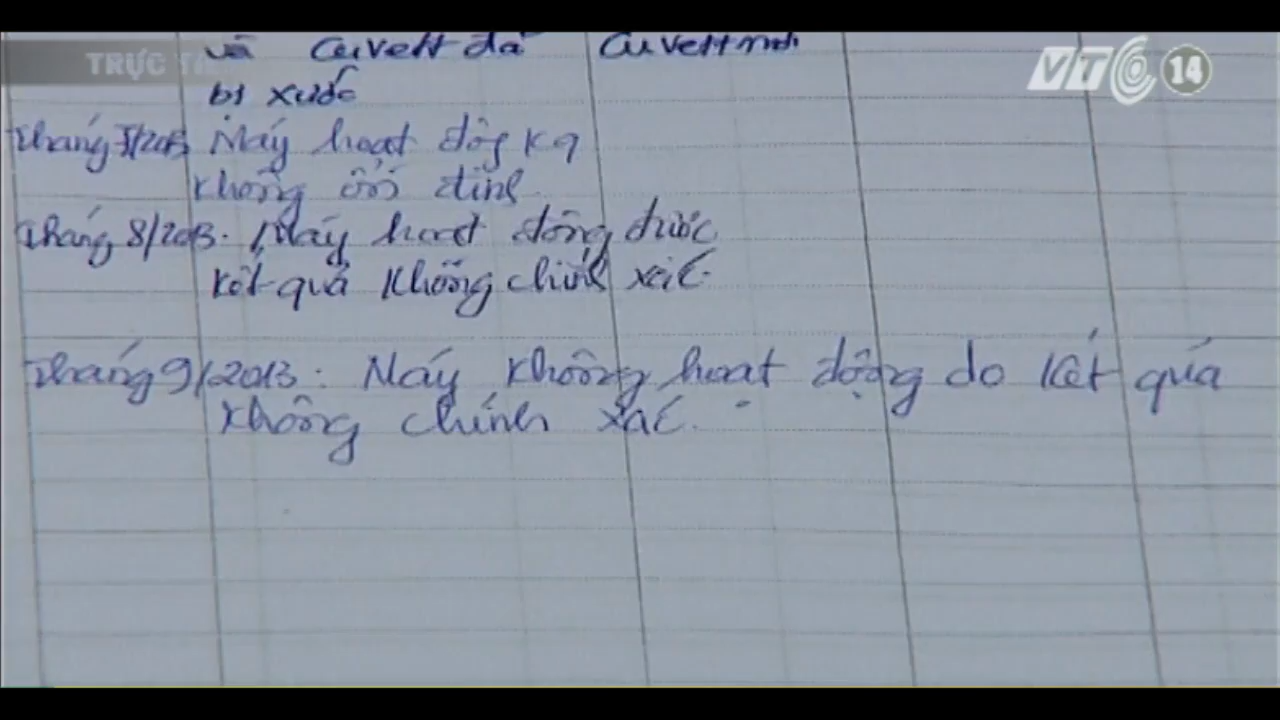 TRỰC T
VTC 14
và Cuvett đã Cuvett mới
bị xước
Tháng 7/2013 Máy hoạt động Kq
không ổn định
Tháng 8/2013. Máy hoạt động được
kết quả không chính xác.
Tháng 9/2013: Máy không hoạt động do kết quả
không chính xác.